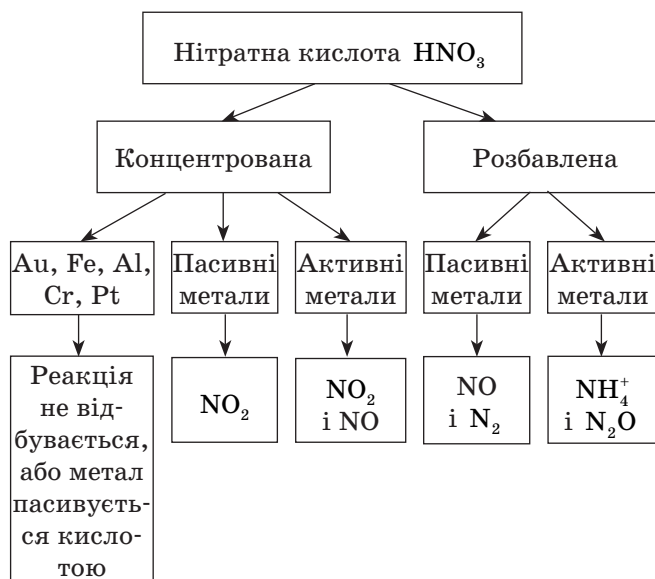 Нітратна кислота HNO₃
Концентрована
Розбавлена
Au, Fe, Al,
Cr, Pt
Пасивні
метали
Активні
метали
Пасивні
метали
Активні
метали
Реакція
не від-
бувається,
або метал
пасивуєть-
ся кисло-
тою
NO₂
NO₂
і NO
NO
і N₂
NH₄⁺
і N₂O